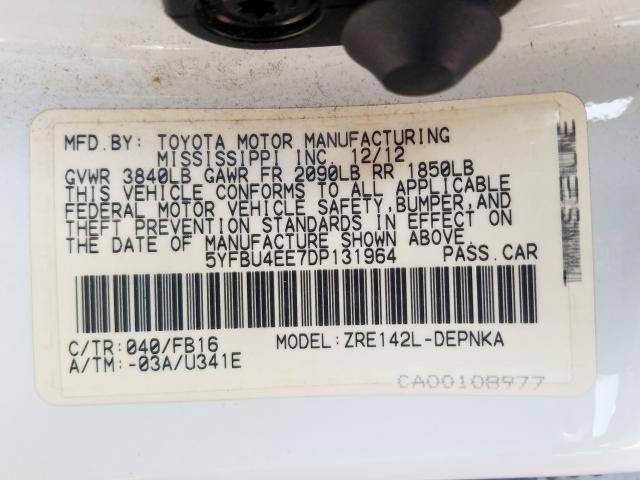 MFD.BY: TOYOTA MOTOR MANUFACTURING
MISSISSIPPI INC. 12/12
GVWR 3840LB GAWR FR 2090LB RR 1850LB
THIS VEHICLE CONFORMS TO ALL APPLICABLE
FEDERAL MOTOR VEHICLE SAFETY,BUMPER,AND
THEFT PREVENTION STANDARDS IN EFFECT ON
THE DATE OF MANUFACTURE SHOWN ABOVE.
5YFBU4EE7DP131964 PASS.CAR
C/TR:040/FB16 MODEL:ZRE142L-DEPNKA
A/TM:-03A/U341E
CA00108977